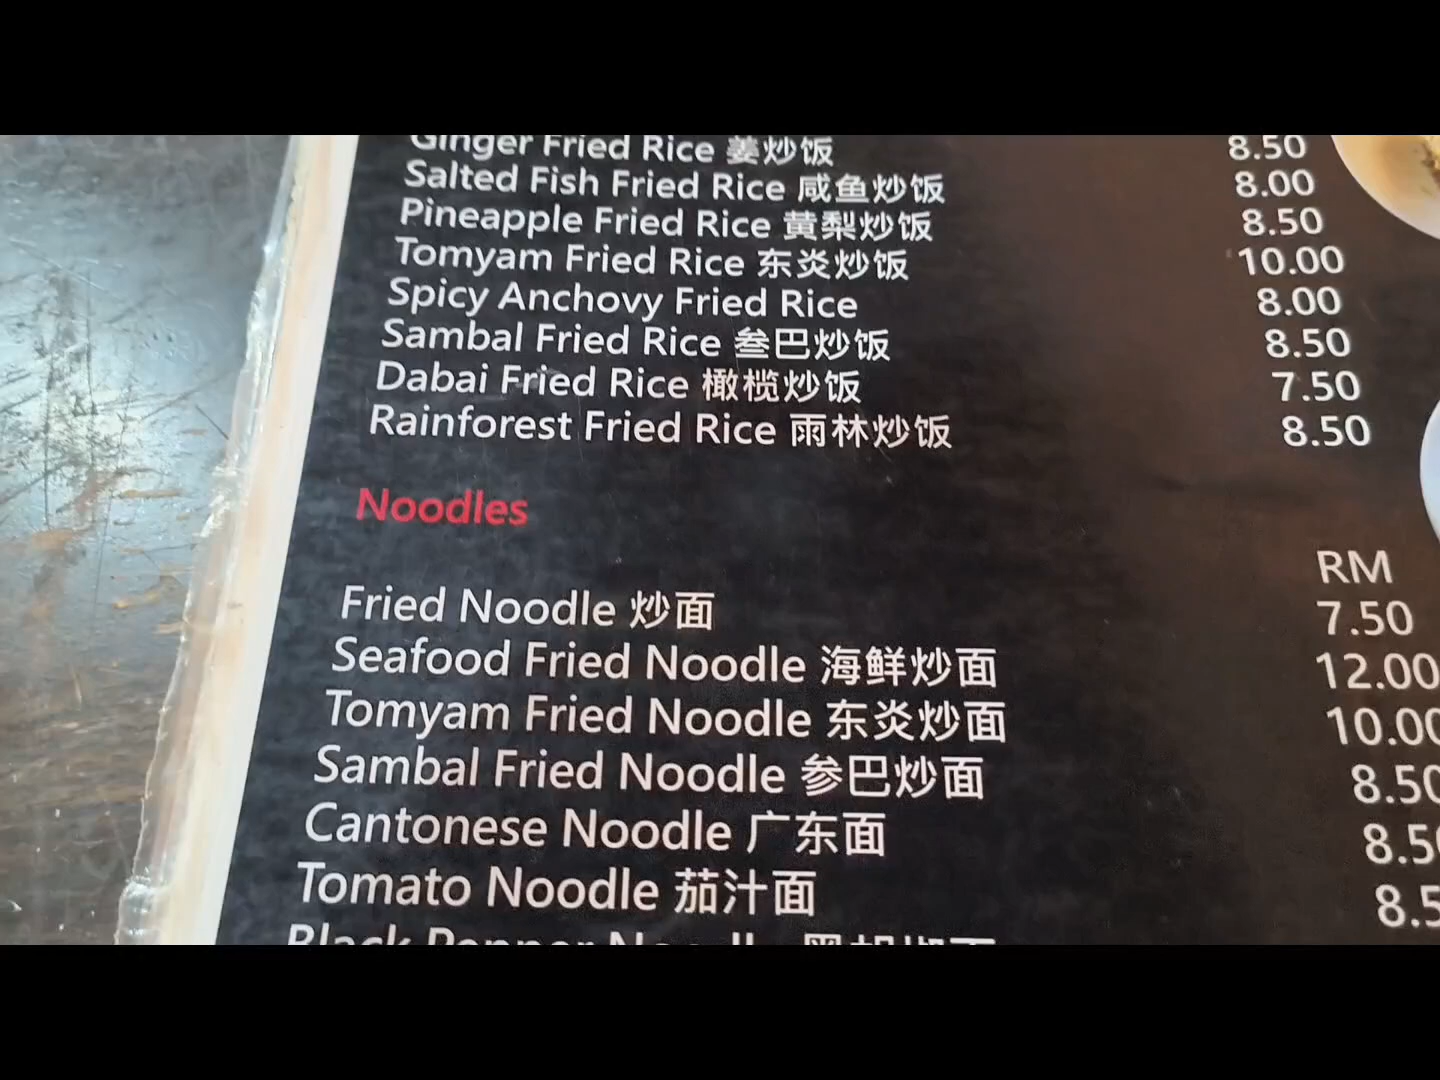 Ginger Fried Rice 姜炒饭 8.50
Salted Fish Fried Rice 咸鱼炒饭 8.00
Pineapple Fried Rice 黄梨炒饭 8.50
Tomyam Fried Rice 东炎炒饭 10.00
Spicy Anchovy Fried Rice 8.00
Sambal Fried Rice 叁巴炒饭 8.50
Dabai Fried Rice 橄榄炒饭 7.50
Rainforest Fried Rice 雨林炒饭 8.50
Noodles
RM
Fried Noodle 炒面 7.50
Seafood Fried Noodle 海鲜炒面 12.00
Tomyam Fried Noodle 东炎炒面 10.00
Sambal Fried Noodle 参巴炒面 8.50
Cantonese Noodle 广东面 8.50
Tomato Noodle 茄汁面 8.5